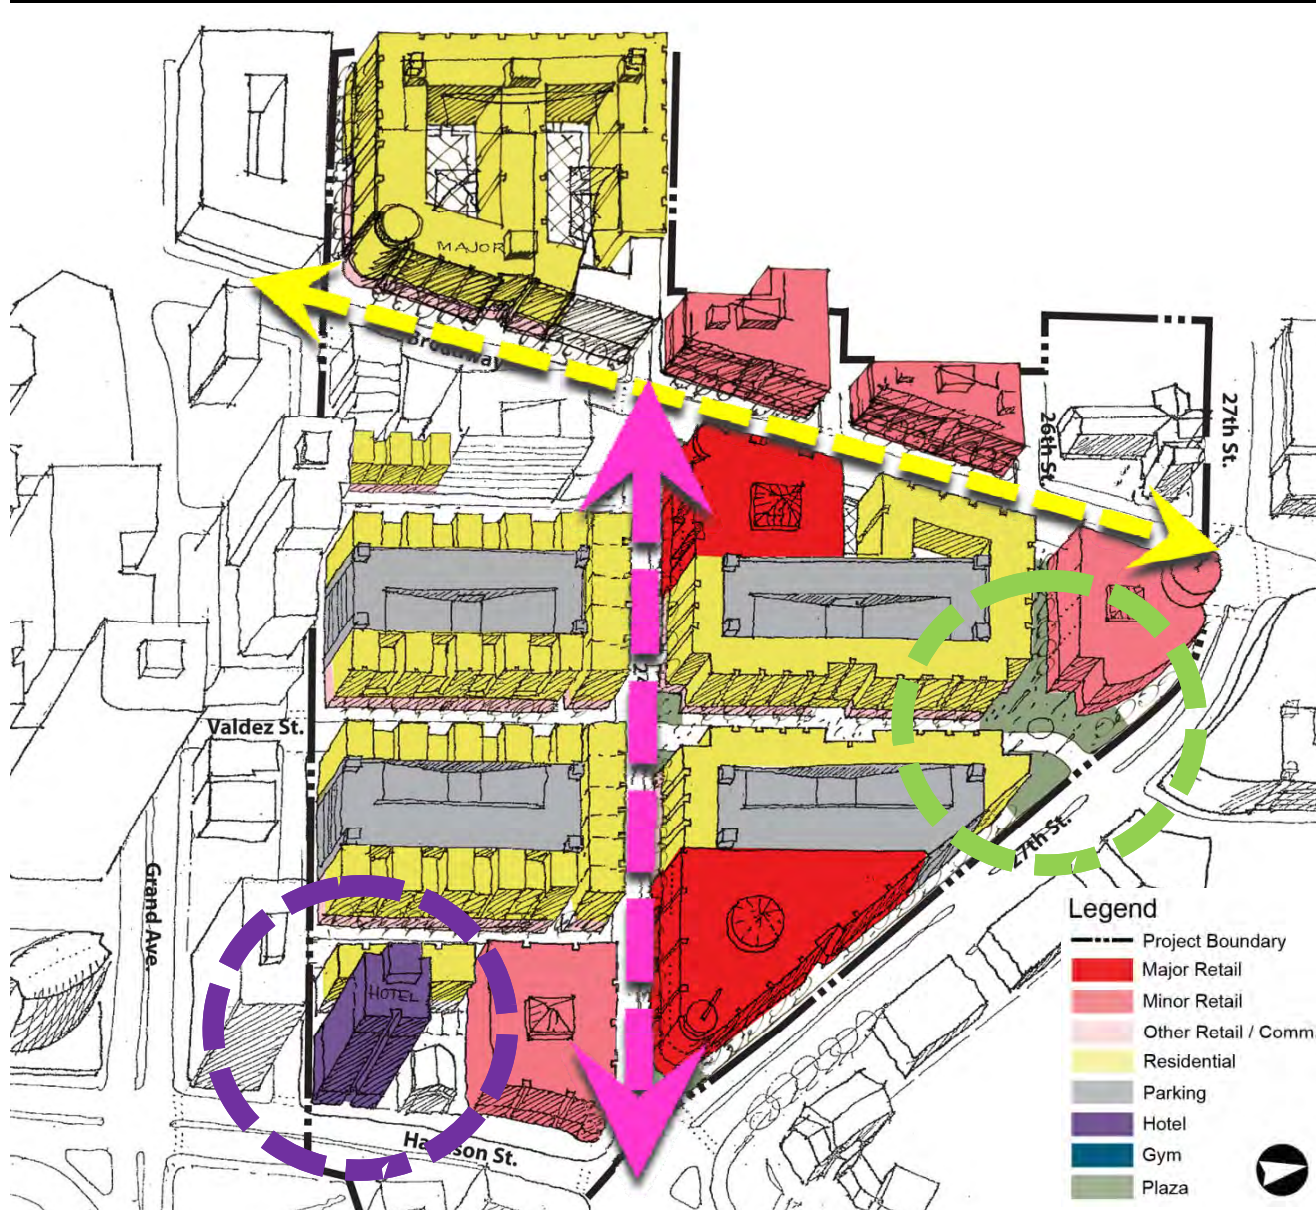 MAJOR
Broadway
27th St.
26th St.
Valdez St.
27th St.
Grand Ave.
HOTEL
Legend
Project Boundary
Major Retail
Minor Retail
Other Retail / Comm.
Residential
Parking
Hotel
Gym
Plaza